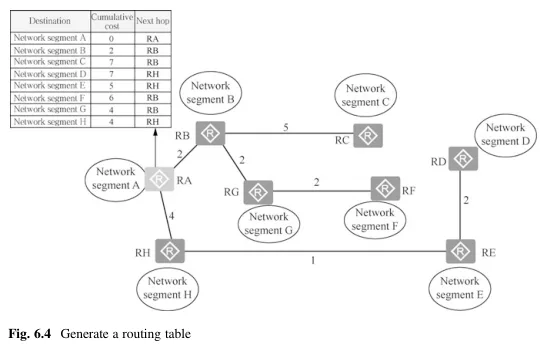 Destination Cumulative cost Next hop
Network segment A 0 RA
Network segment B 2 RB
Network segment C 7 RB
Network segment D 7 RH
Network segment E 5 RH
Network segment F 6 RB
Network segment G 4 RB
Network segment H 4 RH
Network
segment B
Network
segment C
RB
5
RC
Network
segment D
RD
2
2
Network
segment A
RA
RG
2
RF
Network
segment G
Network
segment F
2
4
RH
1
RE
Network
segment H
Network
segment E
Fig. 6.4 Generate a routing table